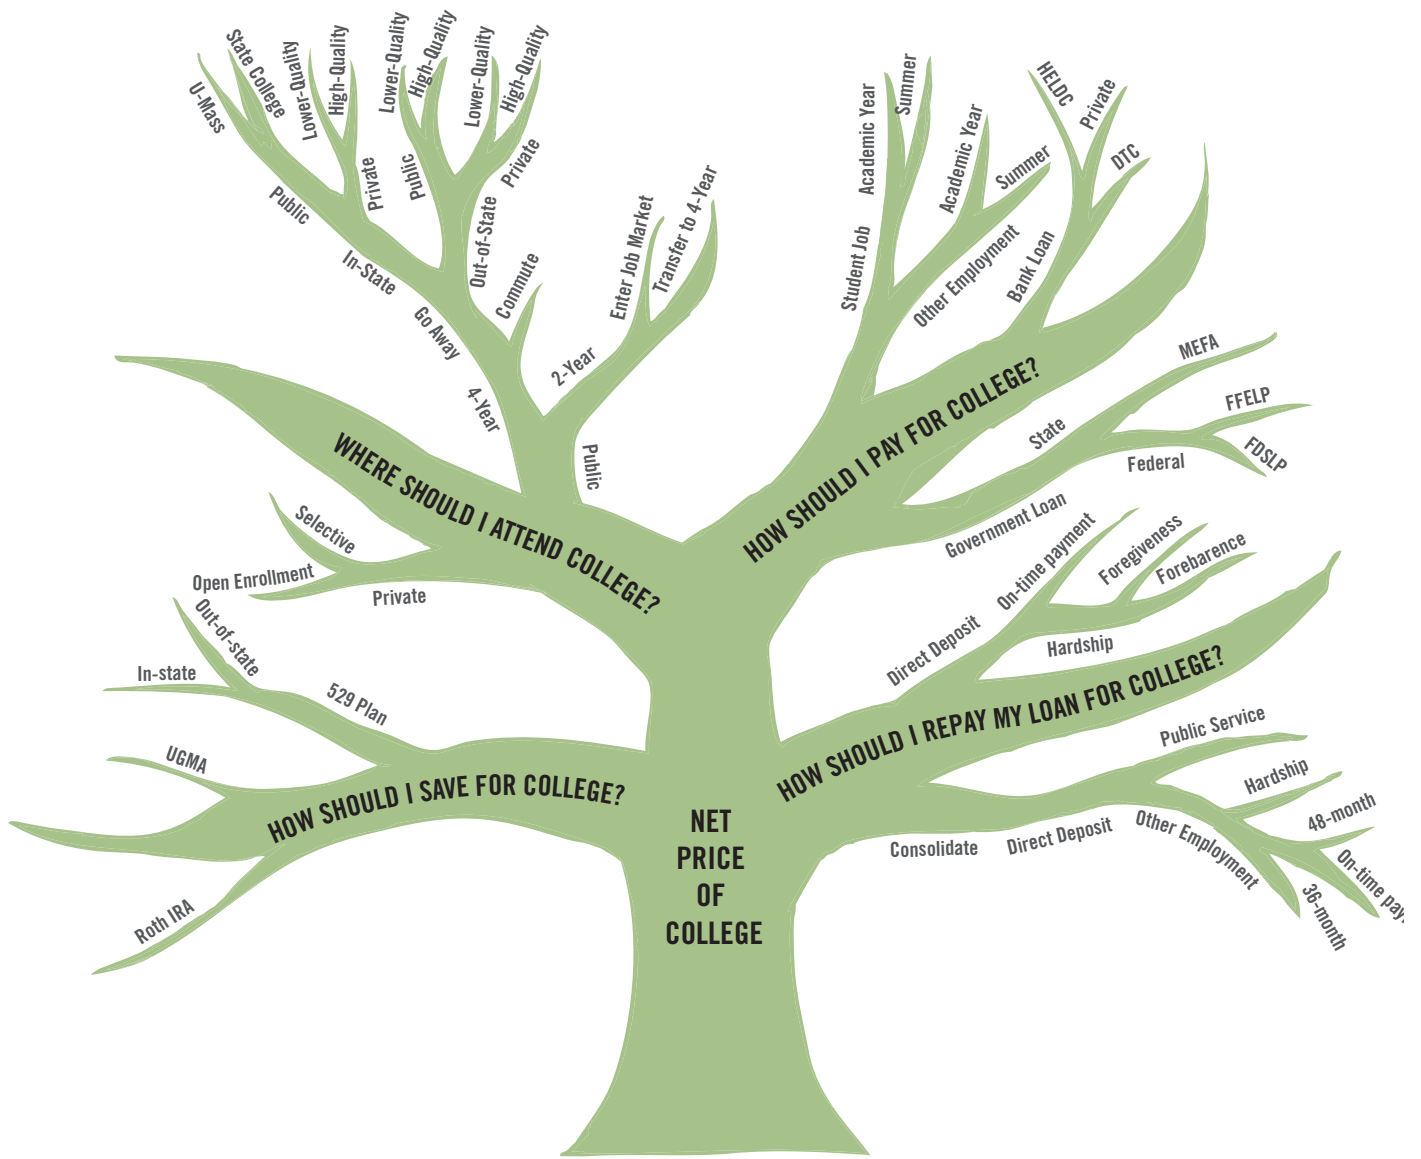 U-Mass
State College
Lower-Quality
High-Quality
Lower-Quality
High-Quality
Lower-Quality
High-Quality
Public
Private
Public
Private
In-State
Out-of-State
Go Away
Commute
4-Year
2-Year
Enter Job Market
Transfer to 4-Year
Public
WHERE SHOULD I ATTEND COLLEGE?
Selective
Open Enrollment
Private
Academic Year
Summer
Student Job
Academic Year
Summer
Other Employment
HELDC
Private
DTC
Bank Loan
HOW SHOULD I PAY FOR COLLEGE?
MEFA
State
FFELP
FDSLP
Federal
Government Loan
Out-of-state
In-state
529 Plan
UGMA
HOW SHOULD I SAVE FOR COLLEGE?
Roth IRA
On-time payment
Foregiveness
Forebarence
Direct Deposit
Hardship
HOW SHOULD I REPAY MY LOAN FOR COLLEGE?
Public Service
Hardship
48-month
On-time pay
36-month
Other Employment
Direct Deposit
Consolidate
NET
PRICE
OF
COLLEGE